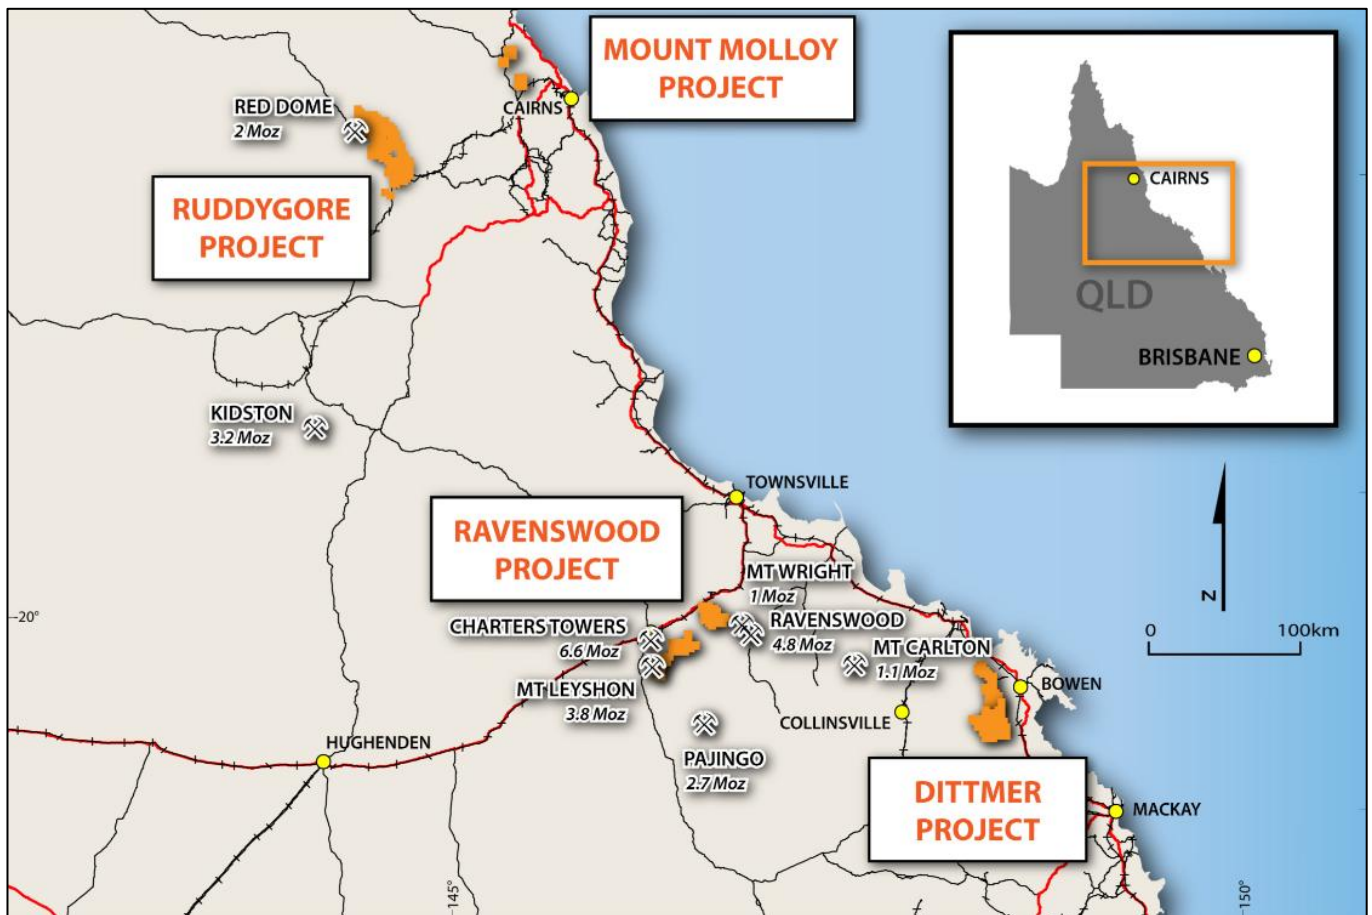 MOUNT MOLLOY
PROJECT
RED DOME
2 Moz
CAIRNS
RUDDYGORE
PROJECT
CAIRNS
QLD
BRISBANE
KIDSTON
3.2 Moz
TOWNSVILLE
RAVENSWOOD
PROJECT
MT WRIGHT
1 Moz
N
-20°
CHARTERS TOWERS
6.6 Moz
RAVENSWOOD
4.8 Moz
0 100km
MT CARLTON
1.1 Moz
MT LEYSHON
3.8 Moz
BOWEN
COLLINSVILLE
HUGHENDEN
PAJINGO
2.7 Moz
DITTMER
PROJECT
MACKAY
145°
150°